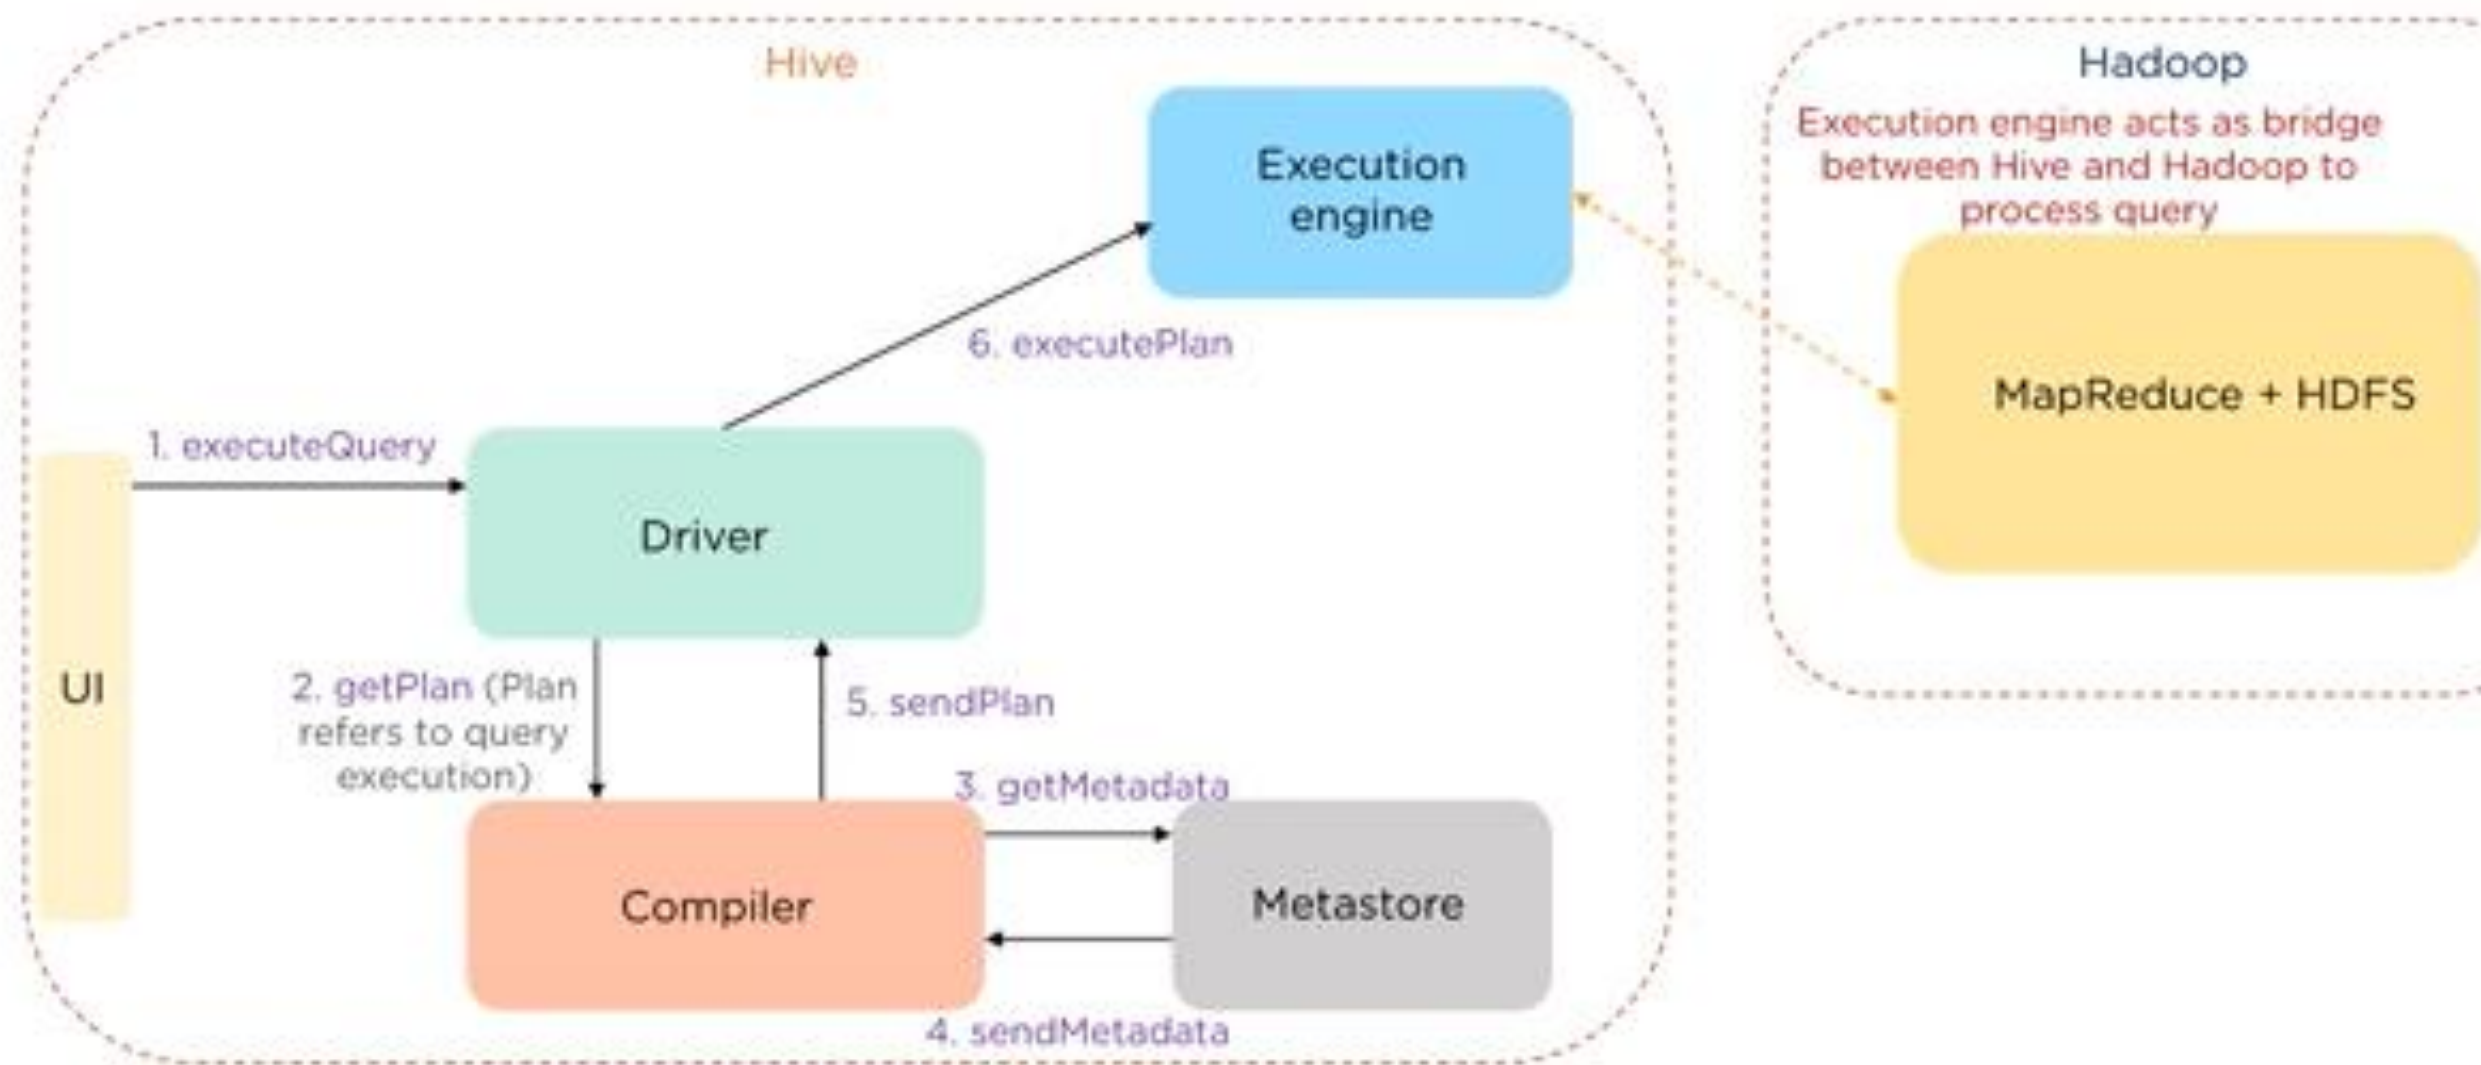 Hive
Hadoop
Execution engine acts as bridge
between Hive and Hadoop to
process query
Execution
engine
6. executePlan
MapReduce + HDFS
1. executeQuery
Driver
UI
2. getPlan (Plan
refers to query
execution)
5. sendPlan
3. getMetadata
Compiler
Metastore
4. sendMetadata